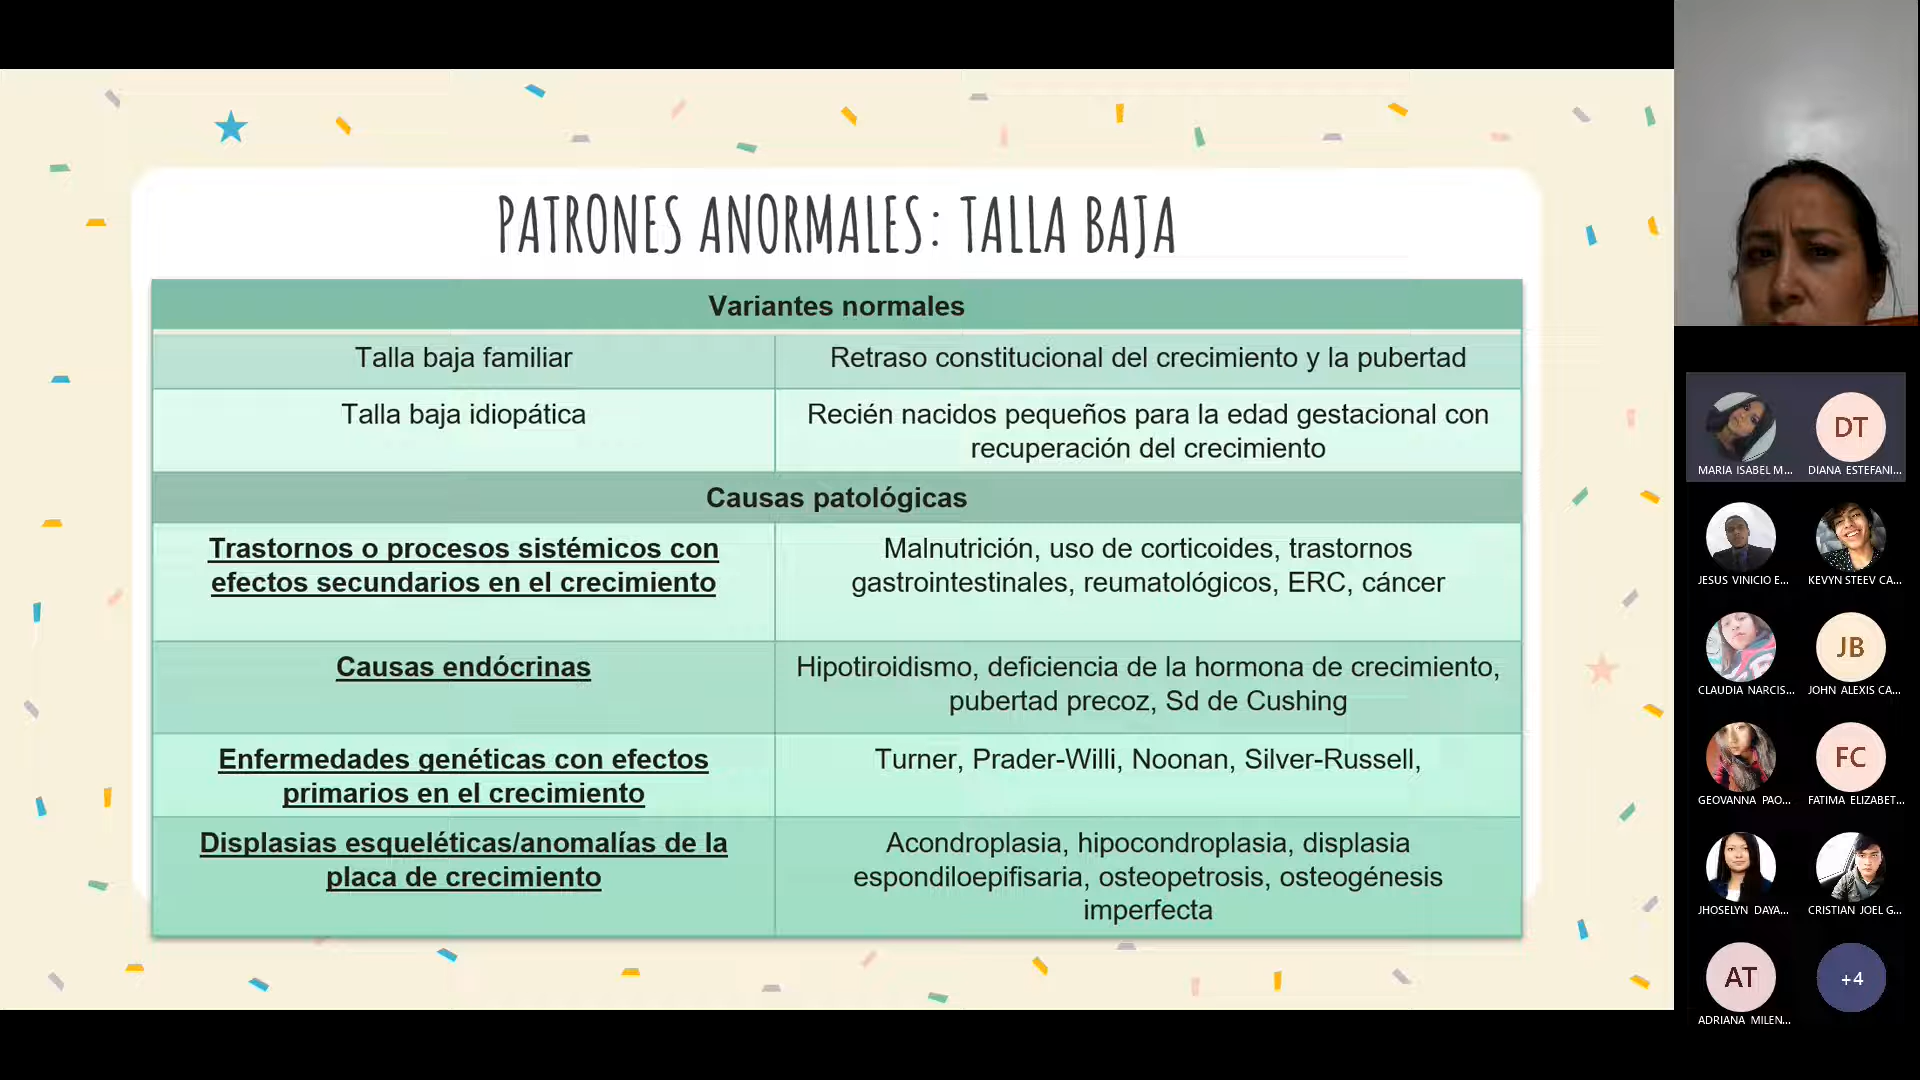 PATRONES ANORMALES: TALLA BAJA
Variantes normales
Talla baja familiar
Retraso constitucional del crecimiento y la pubertad
Talla baja idiopática
Recién nacidos pequeños para la edad gestacional con
recuperación del crecimiento
Causas patológicas
Trastornos o procesos sistémicos con
efectos secundarios en el crecimiento
Malnutrición, uso de corticoides, trastornos
gastrointestinales, reumatológicos, ERC, cáncer
Causas endócrinas
Hipotiroidismo, deficiencia de la hormona de crecimiento,
pubertad precoz, Sd de Cushing
Enfermedades genéticas con efectos
primarios en el crecimiento
Turner, Prader-Willi, Noonan, Silver-Russell,
Displasias esqueléticas/anomalías de la
placa de crecimiento
Acondroplasia, hipocondroplasia, displasia
espondiloepifisaria, osteopetrosis, osteogénesis
imperfecta
DT
MARIA ISABEL M...
DIANA ESTEFANI...
JESUS VINICIO E...
KEVYN STEEV CA...
JB
CLAUDIA NARCIS...
JOHN ALEXIS CA...
FC
GEOVANNA PAO...
FATIMA ELIZABET...
JHOSELYN DAYA...
CRISTIAN JOEL G...
AT
+4
ADRIANA MILEN...